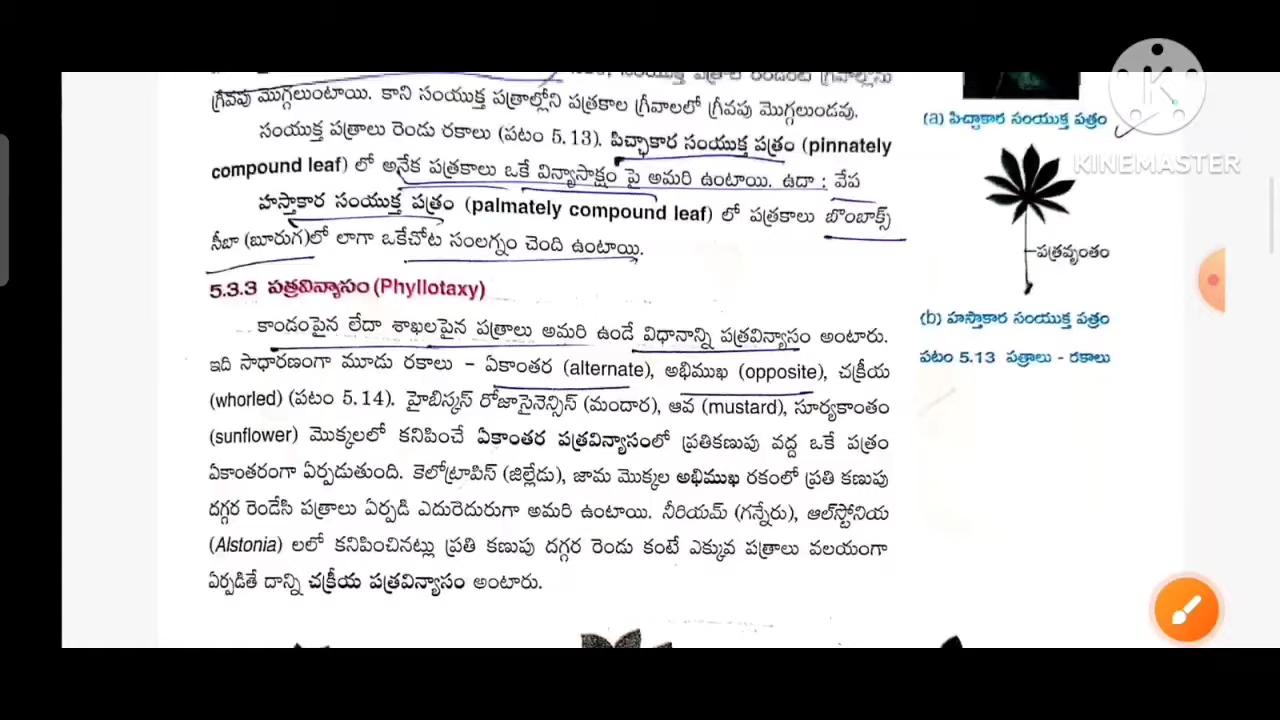 సంయుక్త పత్రాల
గ్రీవపు మొగ్గలుంటాయి. కాని సంయుక్త పత్రాల్లోని పత్రకాల గ్రీవాలలో గ్రీవపు మొగ్గలుండవు.
సంయుక్త పత్రాలు రెండు రకాలు (పటం 5.13). పిచ్ఛాకార సంయుక్త పత్రం (pinnately
compound leaf) లో అనేక పత్రకాలు ఒకే విన్యాసాక్షం పై అమరి ఉంటాయి. ఉదా : వేప
హస్తాకార సంయుక్త పత్రం (palmately compound leaf) లో పత్రకాలు బొంబాక్స్
సీబా (బూరుగ)లో లాగా ఒకేచోట సంలగ్నం చెంది ఉంటాయి.
5.3.3 పత్రవిన్యాసం (Phyllotaxy)
కాండంపైన లేదా శాఖలపైన పత్రాలు అమరి ఉండే విధానాన్ని పత్రవిన్యాసం అంటారు.
ఇది సాధారణంగా మూడు రకాలు – ఏకాంతర (alternate), అభిముఖ (opposite), చక్రీయ
(whorled) (పటం 5.14). హైబిస్కస్ రోజాసైనెన్సిస్ (మందార), ఆవ (mustard), సూర్యకాంతం
(sunflower) మొక్కలలో కనిపించే ఏకాంతర పత్రవిన్యాసంలో ప్రతికణుపు వద్ద ఒకే పత్రం
ఏకాంతరంగా ఏర్పడుతుంది. కెలోట్రాపిస్ (జిల్లేడు), జామ మొక్కల అభిముఖ రకంలో ప్రతి కణుపు
దగ్గర రెండేసి పత్రాలు ఏర్పడి ఎదురెదురుగా అమరి ఉంటాయి. నీరియమ్ (గన్నేరు), ఆల్‌స్టోనియ
(Alstonia) లలో కనిపించినట్లు ప్రతి కణుపు దగ్గర రెండు కంటే ఎక్కువ పత్రాలు వలయంగా
ఏర్పడితే దాన్ని చక్రీయ పత్రవిన్యాసం అంటారు.
(a) పిచ్ఛాకార సంయుక్త పత్రం
KINEMASTER
పత్రవృంతం
(b) హస్తాకార సంయుక్త పత్రం
పటం 5.13 పత్రాలు - రకాలు